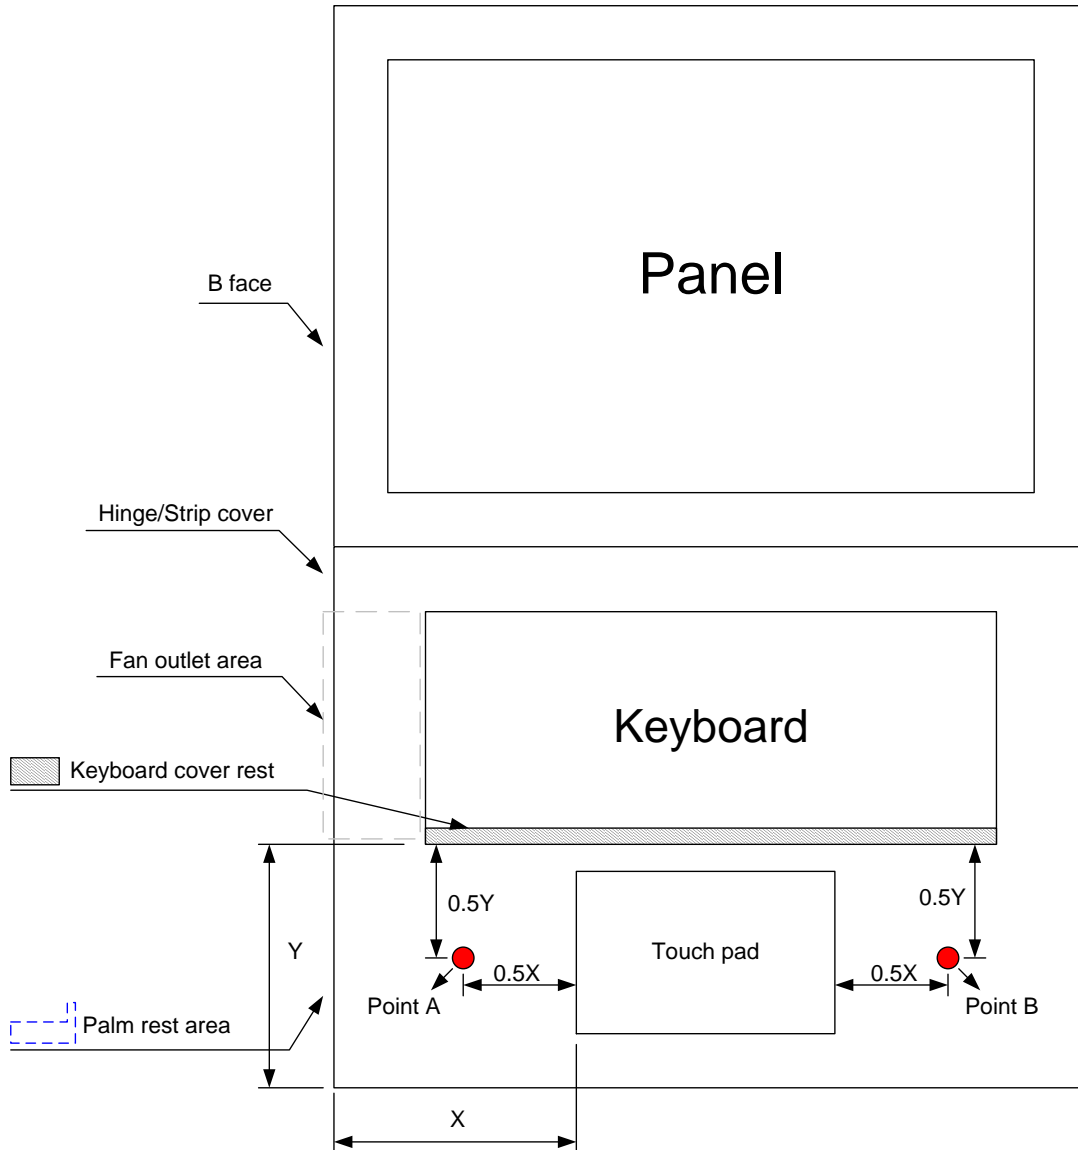 Panel
B face
Hinge/Strip cover
Fan outlet area
Keyboard
Keyboard cover rest
0.5Y
0.5Y
Y
Touch pad
0.5X
0.5X
Point A
Point B
Palm rest area
X